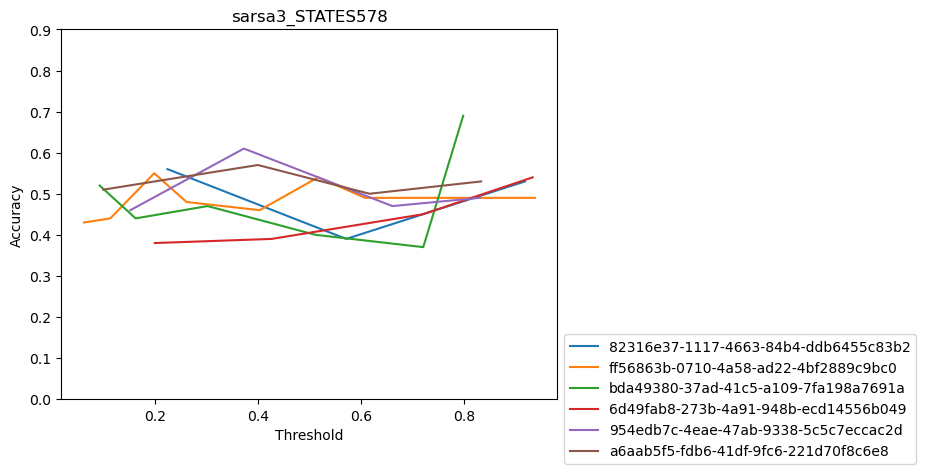 sarsa3_STATES578
Accuracy
0.9
0.8
0.7
0.6
0.5
0.4
0.3
0.2
0.1
0.0
0.2 0.4 0.6 0.8
Threshold
82316e37-1117-4663-84b4-ddb6455c83b2
ff56863b-0710-4a58-ad22-4bf2889c9bc0
bda49380-37ad-41c5-a109-7fa198a7691a
6d49fab8-273b-4a91-948b-ecd14556b049
954edb7c-4eae-47ab-9338-5c5c7eccac2d
a6aab5f5-fdb6-41df-9fc6-221d70f8c6e8